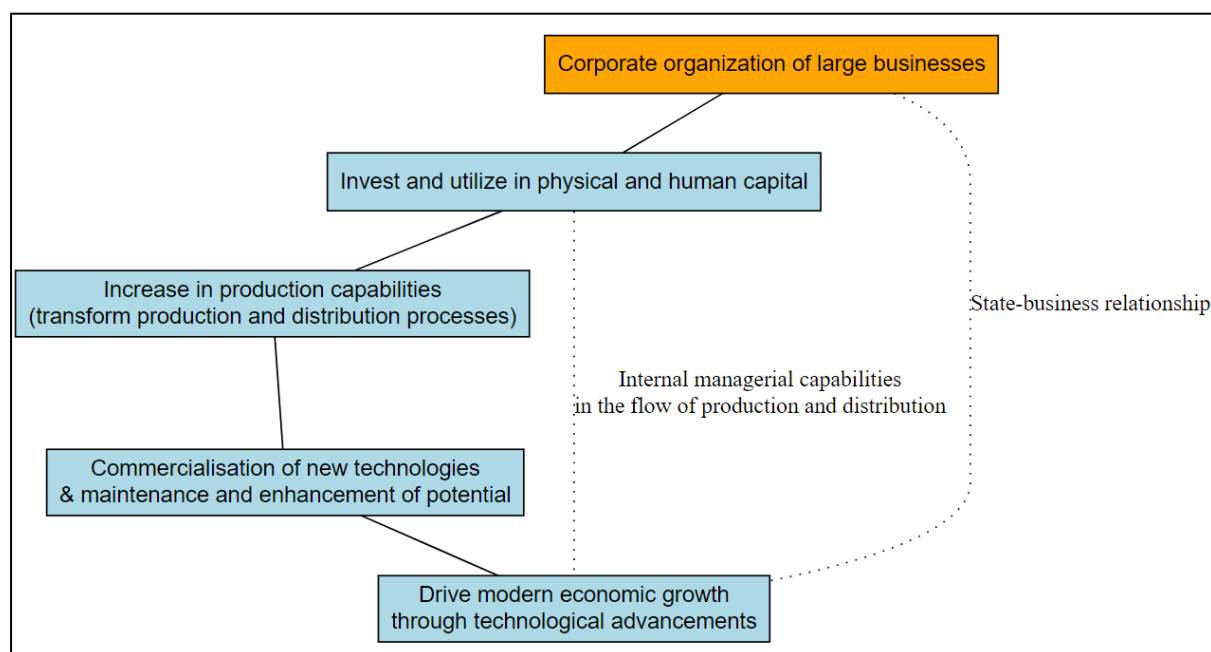 Corporate organization of large businesses
Invest and utilize in physical and human capital
Increase in production capabilities
(transform production and distribution processes)
State-business relationship
Internal managerial capabilities
in the flow of production and distribution
Commercialisation of new technologies
& maintenance and enhancement of potential
Drive modern economic growth
through technological advancements